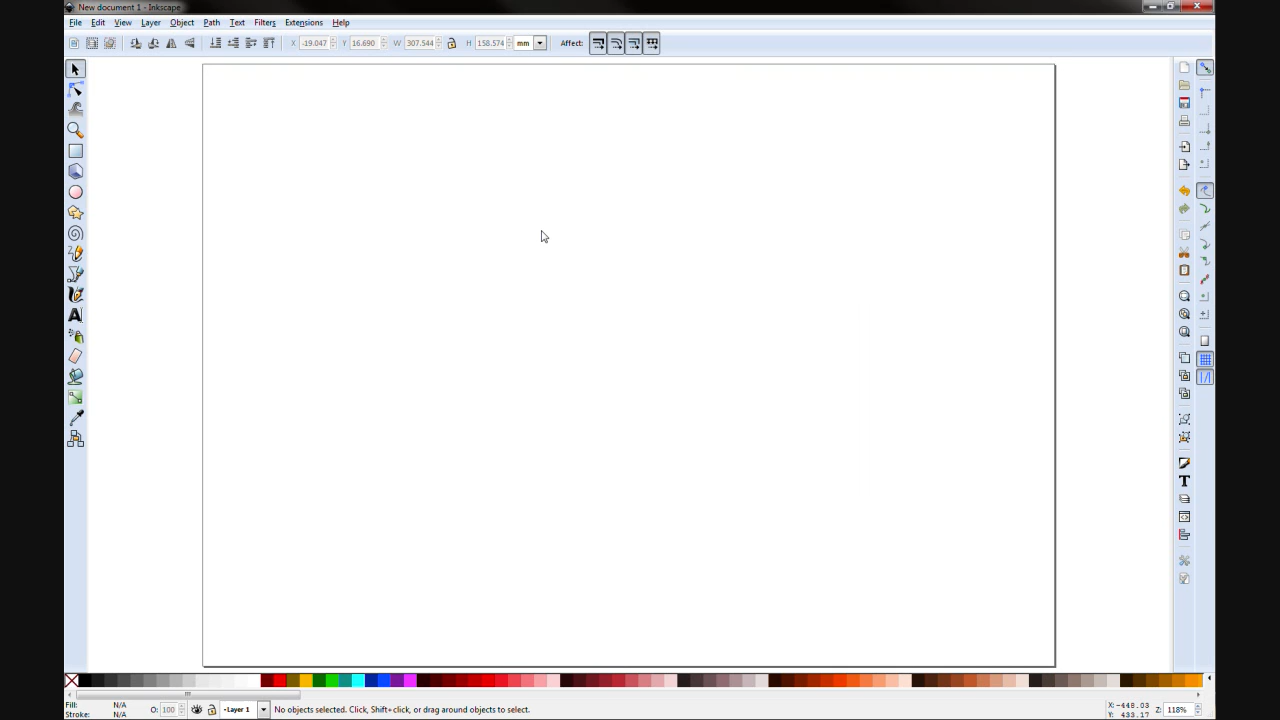 New document 1 - Inkscape
File Edit View Layer Object Path Text Filters Extensions Help
X -19.047 Y 16.690 W 307.544 H 158.574 mm Affect:
Fill: N/A O: 100 Layer 1 No objects selected. Click, Shift+click, or drag around objects to select. X: -448.03 Z: 118%
Stroke: N/A Y: 433.17